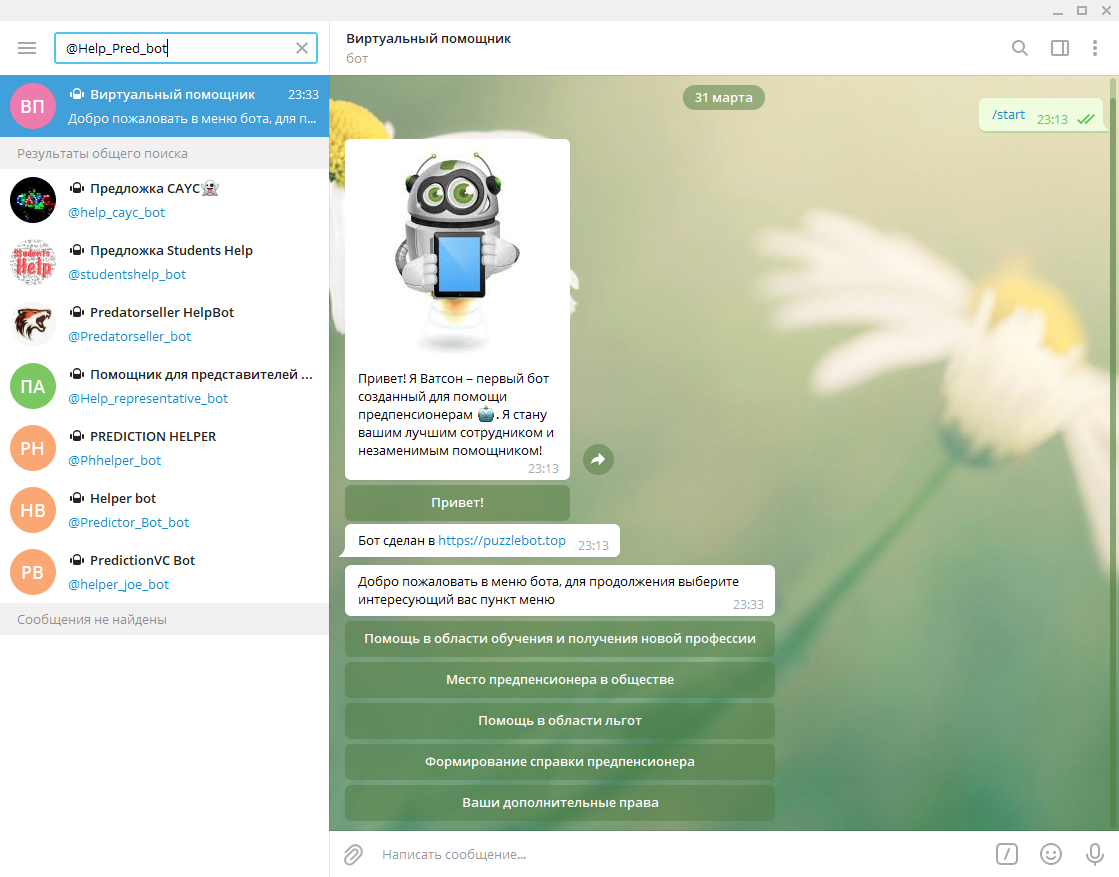 @Help_Pred_bot
ВП
Виртуальный помощник 23:33
Добро пожаловать в меню бота, для п...
Результаты общего поиска
Предложка CAYC👻
@help_cayc_bot
Students
Help
Предложка Students Help
@studentshelp_bot
Predatorseller HelpBot
@Predatorseller_bot
ПА
Помощник для представителей ...
@Help_representative_bot
PH
PREDICTION HELPER
@Phhelper_bot
HB
Helper bot
@Predictor_Bot_bot
PB
PredictionVC Bot
@helper_joe_bot
Сообщения не найдены
Виртуальный помощник
бот
31 марта
/start 23:13
Привет! Я Ватсон – первый бот
созданный для помощи
предпенсионерам 🤖. Я стану
вашим лучшим сотрудником и
незаменимым помощником!
23:13
Привет!
Бот сделан в https://puzzlebot.top 23:13
Добро пожаловать в меню бота, для продолжения выберите
интересующий вас пункт меню
23:33
Помощь в области обучения и получения новой профессии
Место предпенсионера в обществе
Помощь в области льгот
Формирование справки предпенсионера
Ваши дополнительные права
Написать сообщение...